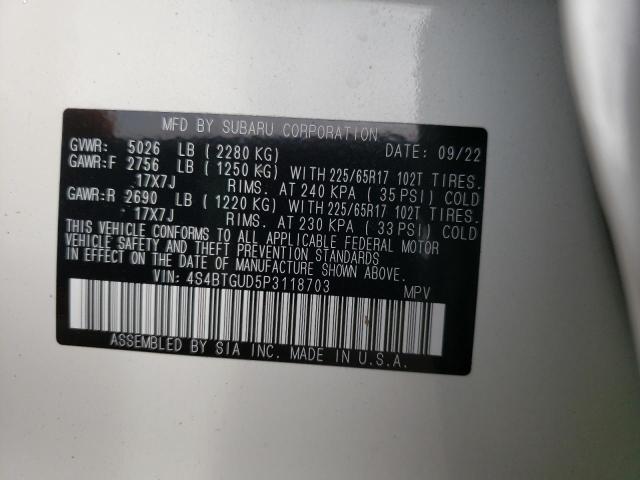 MFD BY SUBARU CORPORATION
GVWR: 5026 LB ( 2280 KG) DATE: 09/22
GAWR:F 2756 LB ( 1250 KG) WITH 225/65R17 102T TIRES.
17X7J RIMS. AT 240 KPA ( 35 PSI) COLD
GAWR:R 2690 LB ( 1220 KG) WITH 225/65R17 102T TIRES.
17X7J RIMS. AT 230 KPA ( 33 PSI) COLD
THIS VEHICLE CONFORMS TO ALL APPLICABLE FEDERAL MOTOR
VEHICLE SAFETY AND THEFT PREVENTION STANDARDS
IN EFFECT ON THE DATE OF MANUFACTURE SHOWN ABOVE.
VIN: 4S4BTGUD5P3118703 MPV
ASSEMBLED BY SIA INC. MADE IN U.S.A.